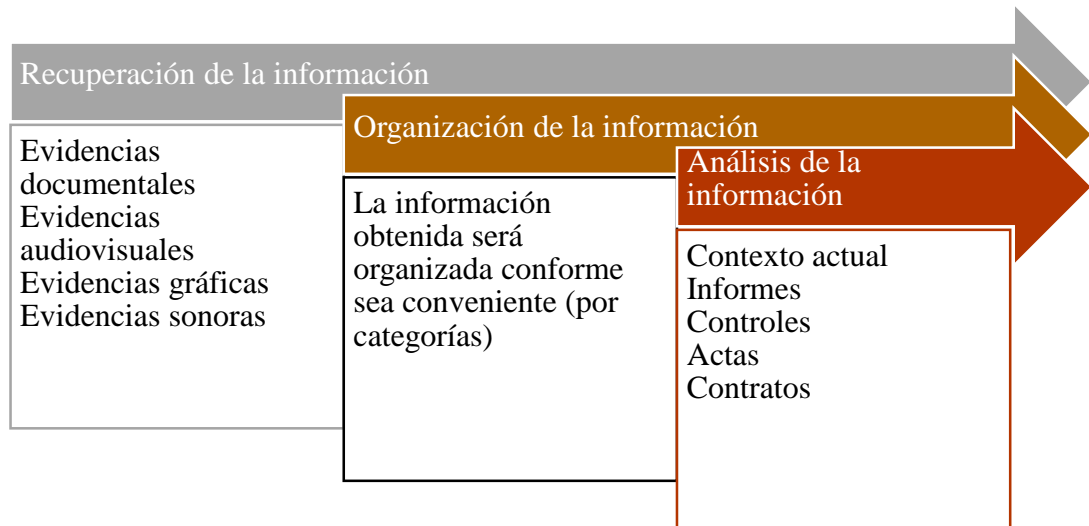 Recuperación de la información
Evidencias
documentales
Evidencias
audiovisuales
Evidencias gráficas
Evidencias sonoras
Organización de la información
La información
obtenida será
organizada conforme
sea conveniente (por
categorías)
Análisis de la
información
Contexto actual
Informes
Controles
Actas
Contratos